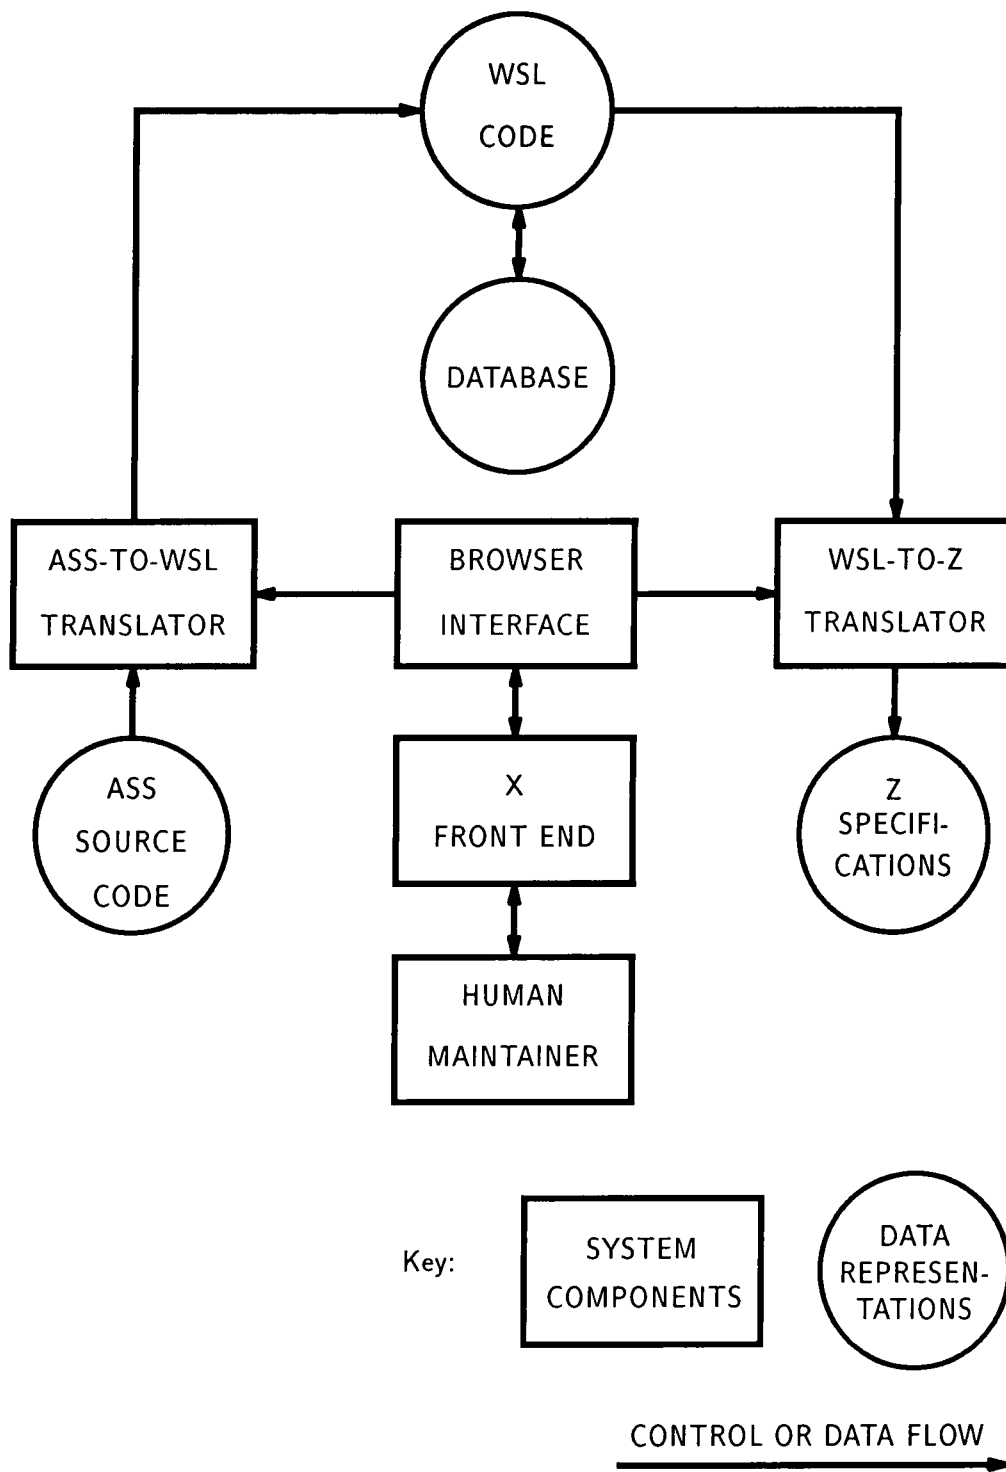 WSL
CODE
DATABASE
ASS-TO-WSL
TRANSLATOR
BROWSER
INTERFACE
WSL-TO-Z
TRANSLATOR
ASS
SOURCE
CODE
X
FRONT END
Z
SPECIFI-
CATIONS
HUMAN
MAINTAINER
Key:
SYSTEM
COMPONENTS
DATA
REPRESEN-
TATIONS
CONTROL OR DATA FLOW